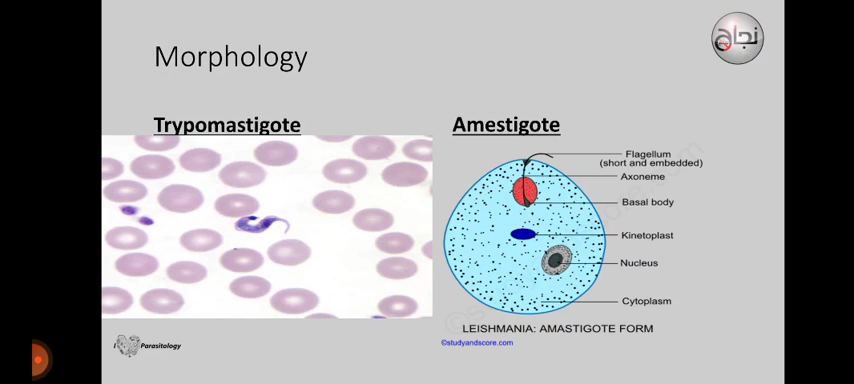 Morphology
نجاح
Trypomastigote
Amestigote
Flagellum
(short and embedded)
Axoneme
Basal body
Kinetoplast
Nucleus
Cytoplasm
LEISHMANIA: AMASTIGOTE FORM
©studyandscore.com
I
Parasitology